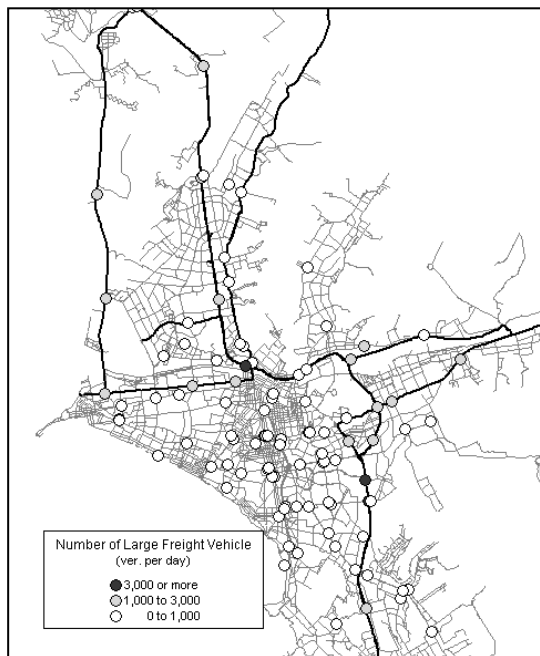 Number of Large Freight Vehicle
(ver. per day)
3,000 or more
1,000 to 3,000
0 to 1,000